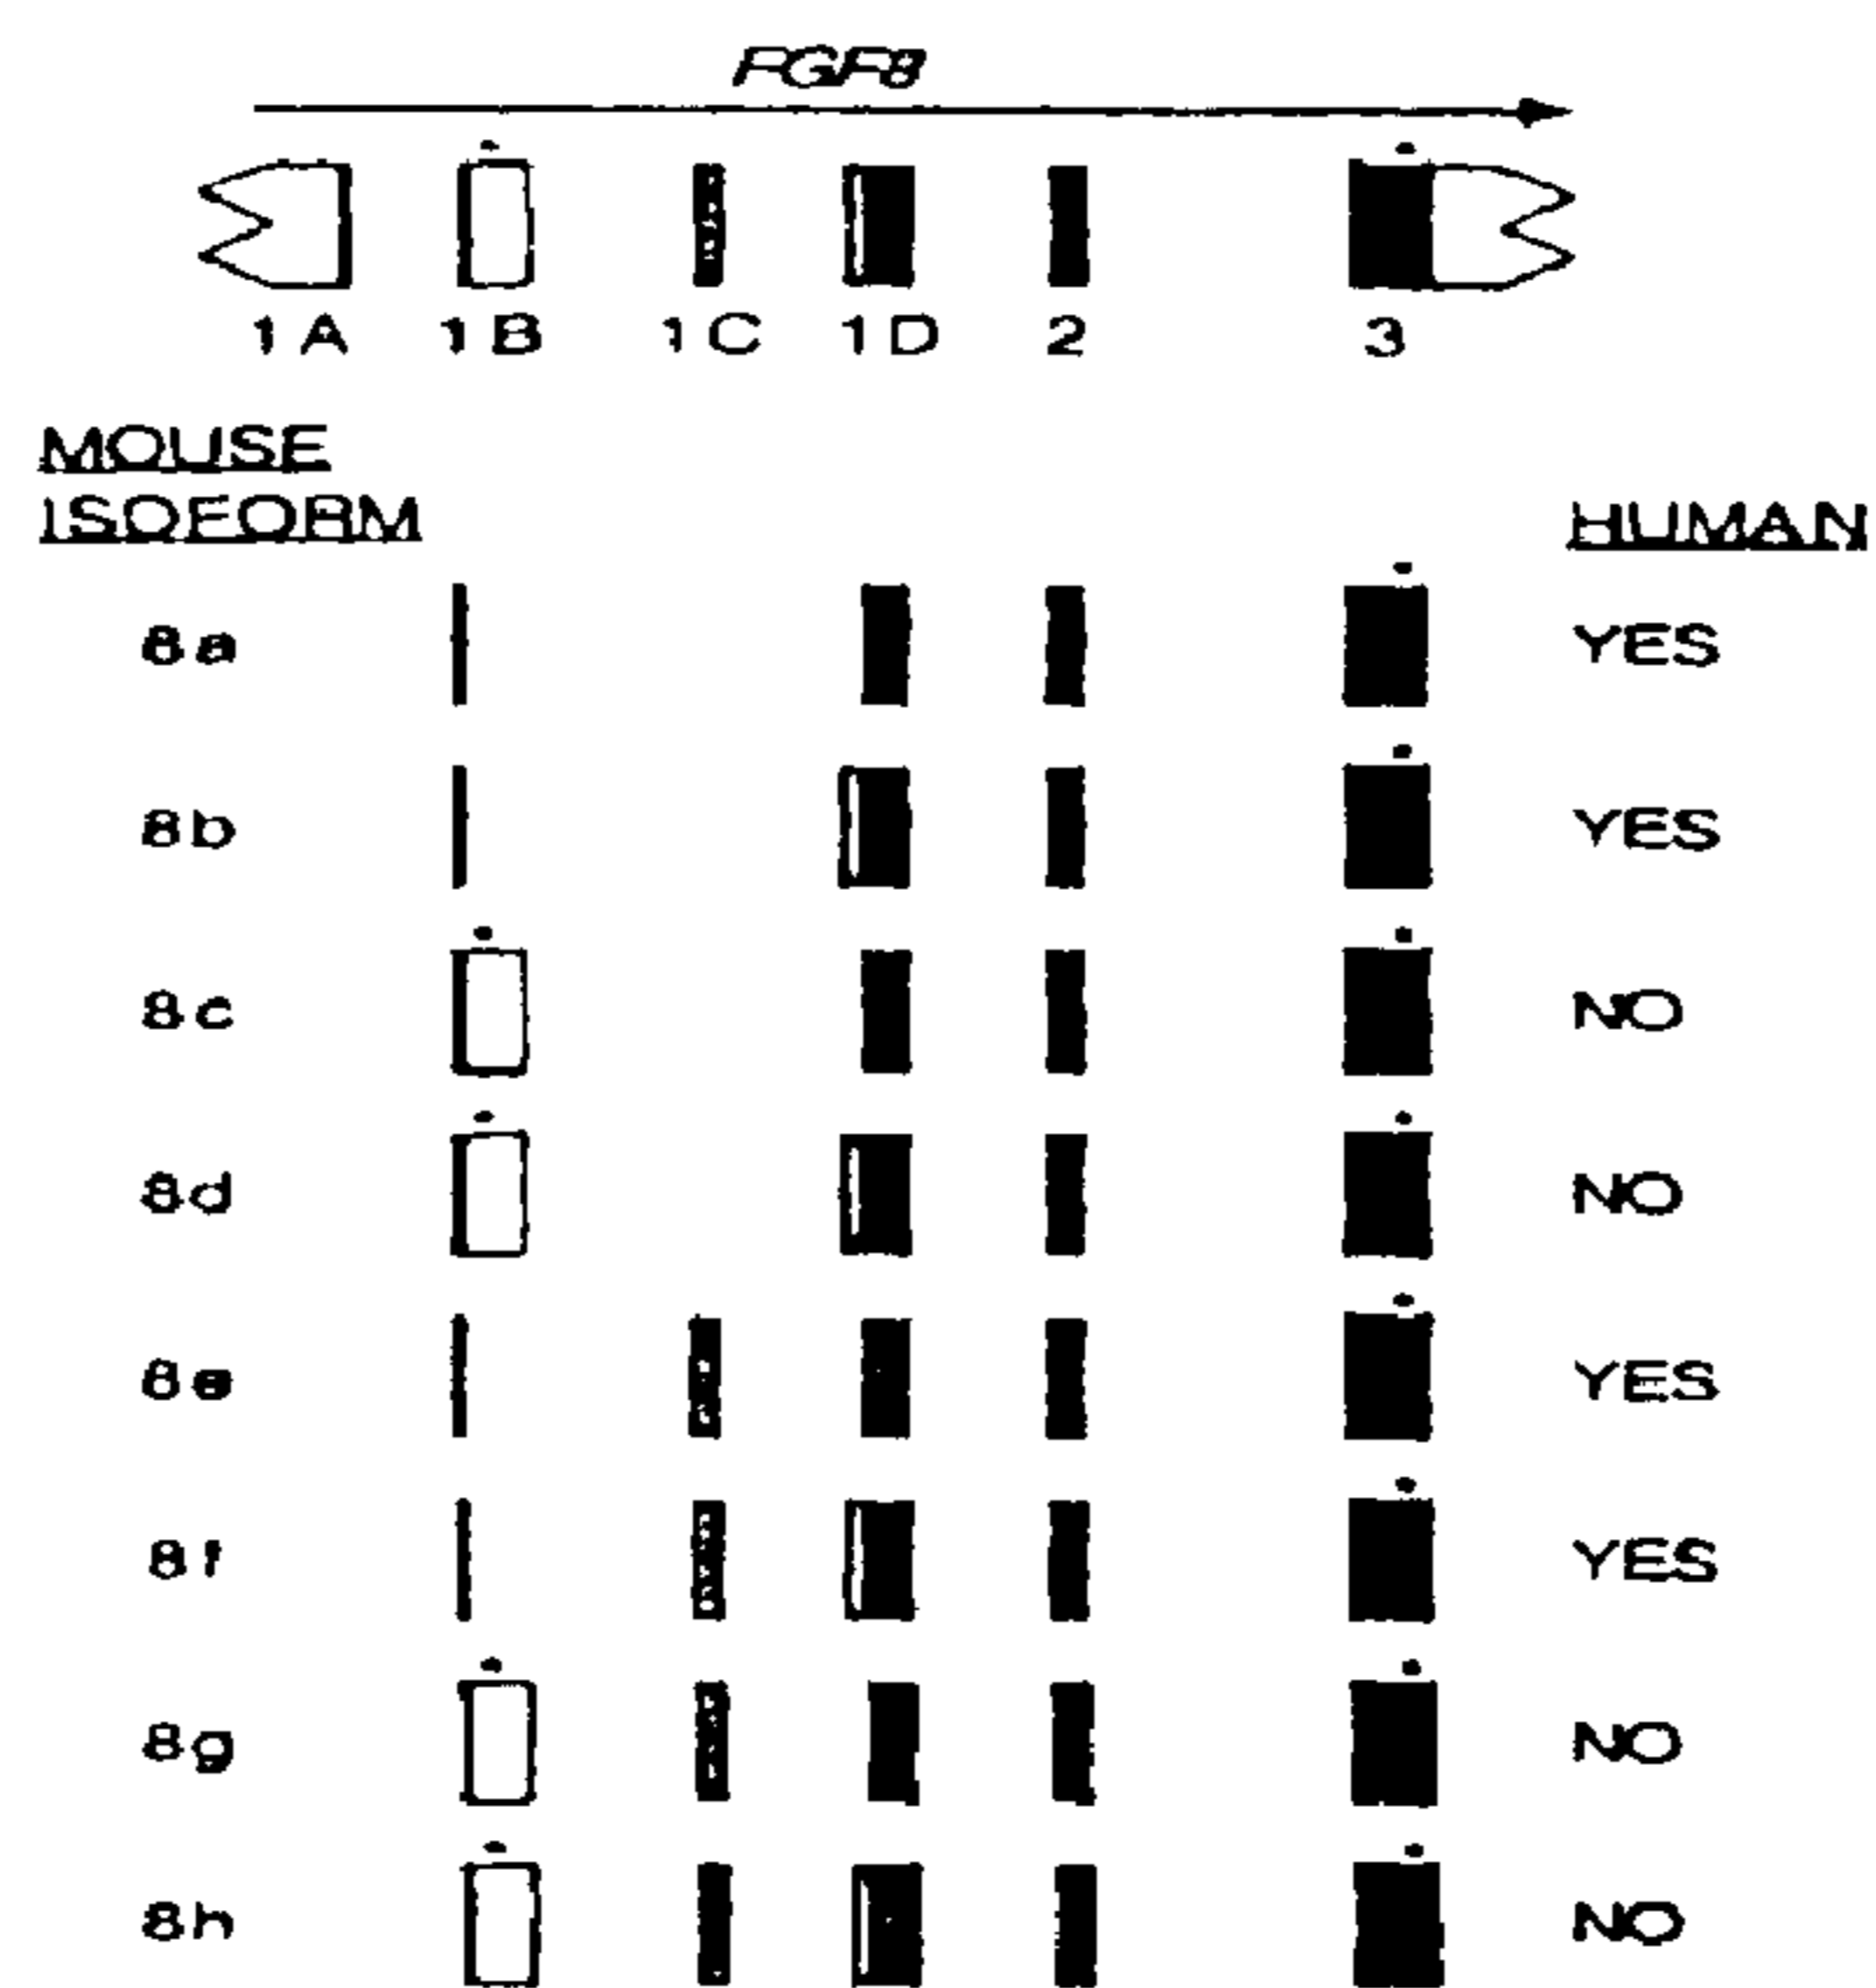 FGF8
1A 1B 1C 1D 2 3
MOUSE
ISOFORM
HUMAN
8a YES
8b YES
8c NO
8d NO
8e YES
8f YES
8g NO
8h NO